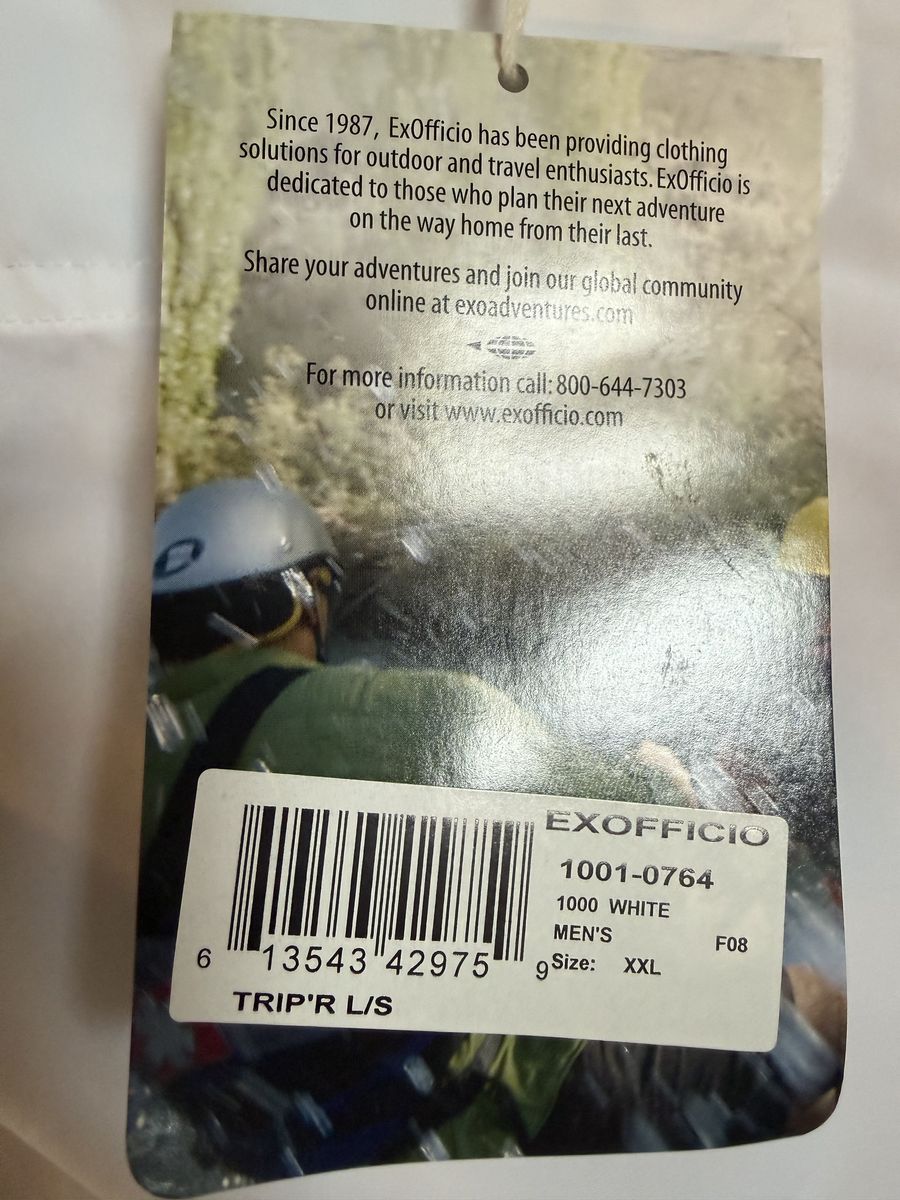 Since 1987, ExOfficio has been providing clothing
solutions for outdoor and travel enthusiasts. ExOfficio is
dedicated to those who plan their next adventure
on the way home from their last.
Share your adventures and join our global community
online at exoadventures.com
For more information call: 800-644-7303
or visit www.exofficio.com
EXOFFICIO
1001-0764
1000 WHITE
MEN'S F08
Size: XXL
6 13543 42975 9
TRIP'R L/S